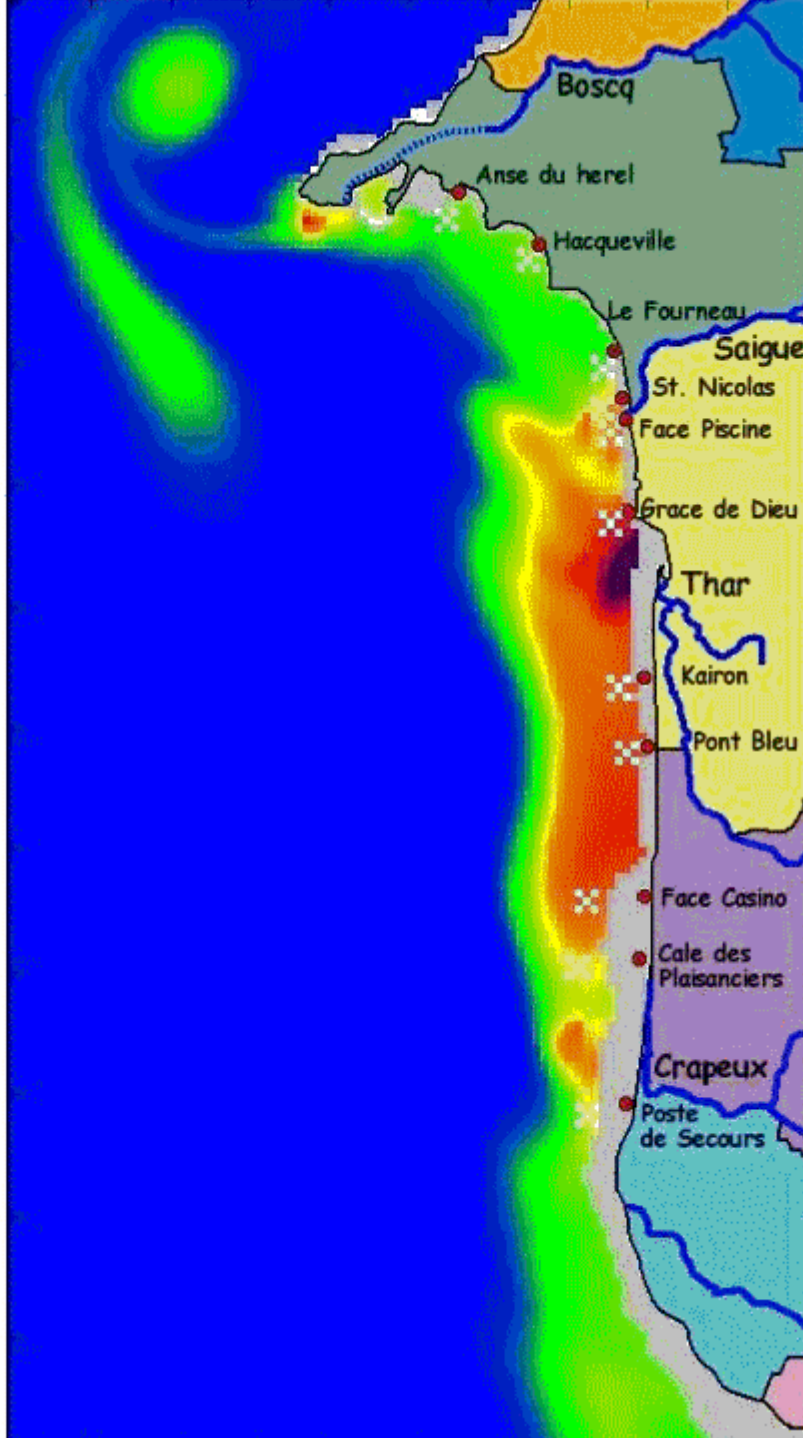 Boscq
Anse du herel
Hacqueville
Le Fourneau
Saigue
St. Nicolas
Face Piscine
Grace de Dieu
Thar
Kairon
Pont Bleu
Face Casino
Cale des
Plaisanciers
Crapeux
Poste
de Secours